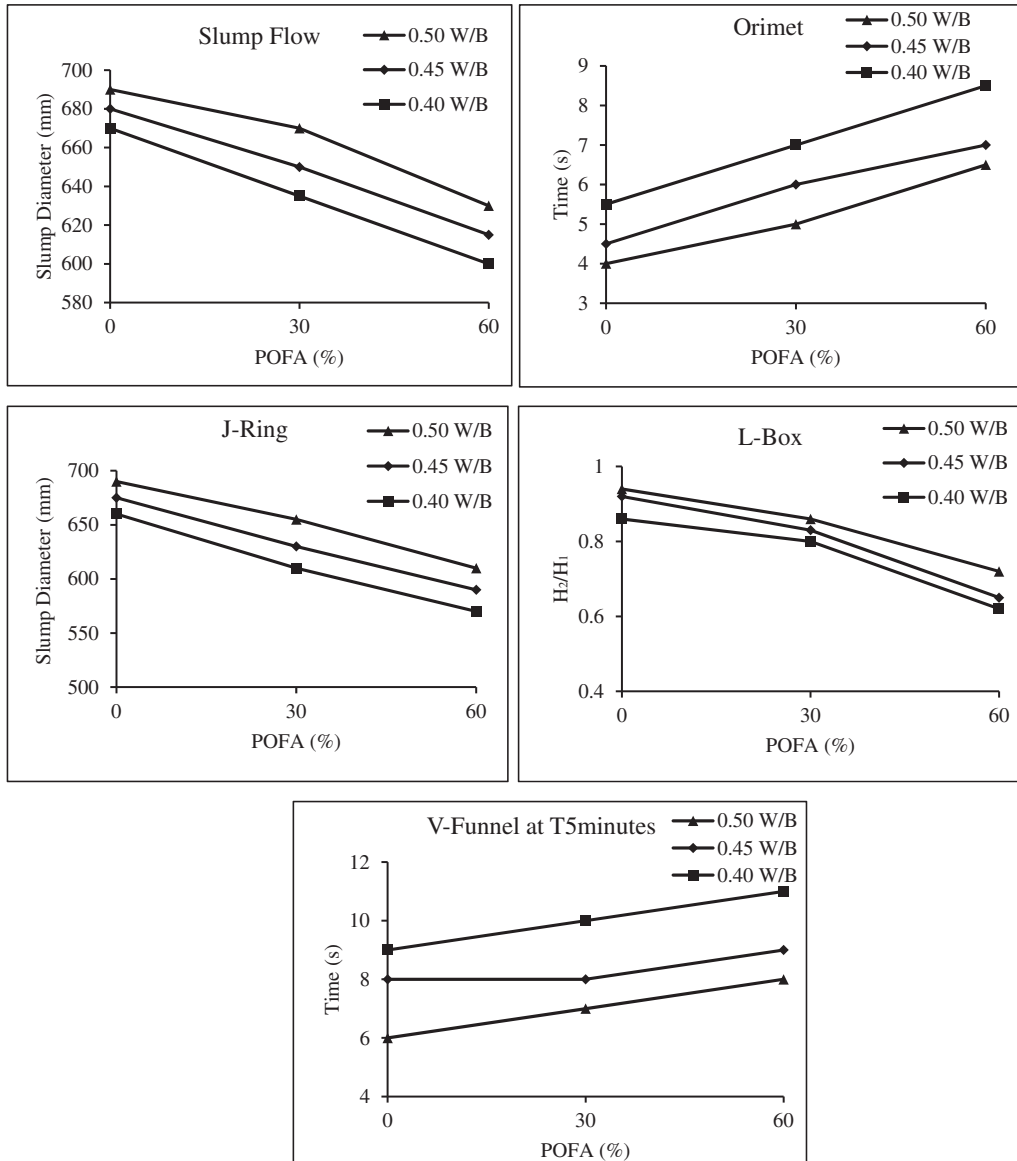 Slump Flow
0.50 W/B
0.45 W/B
0.40 W/B
700
680
660
640
620
600
580
Slump Diameter (mm)
0 30 60
POFA (%)
Orimet
0.50 W/B
0.45 W/B
0.40 W/B
9
8
7
6
5
4
3
Time (s)
0 30 60
POFA (%)
J-Ring
0.50 W/B
0.45 W/B
0.40 W/B
700
650
600
550
500
Slump Diameter (mm)
0 30 60
POFA (%)
L-Box
0.50 W/B
0.45 W/B
0.40 W/B
1
0.8
0.6
0.4
H₂/H₁
0 30 60
POFA (%)
V-Funnel at T5minutes
0.50 W/B
0.45 W/B
0.40 W/B
12
10
8
6
4
Time (s)
0 30 60
POFA (%)